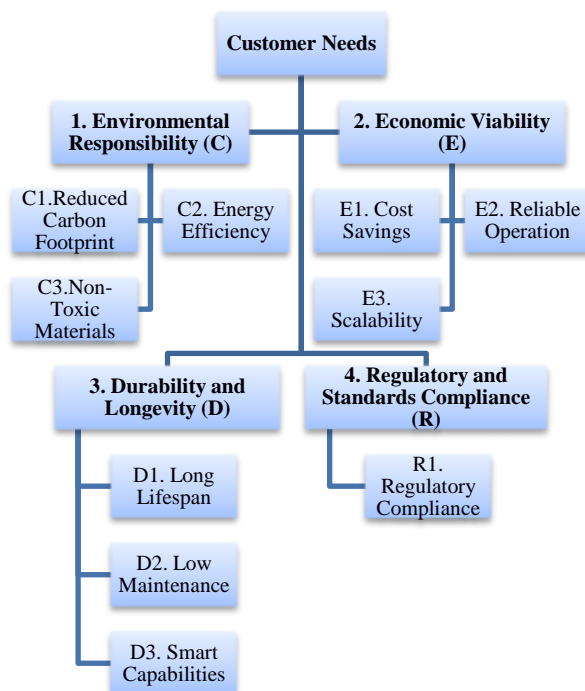 Customer Needs
1. Environmental
Responsibility (C)
2. Economic Viability
(E)
C1.Reduced
Carbon
Footprint
C2. Energy
Efficiency
E1. Cost
Savings
E2. Reliable
Operation
C3.Non-
Toxic
Materials
E3.
Scalability
3. Durability and
Longevity (D)
4. Regulatory and
Standards Compliance
(R)
D1. Long
Lifespan
R1.
Regulatory
Compliance
D2. Low
Maintenance
D3. Smart
Capabilities